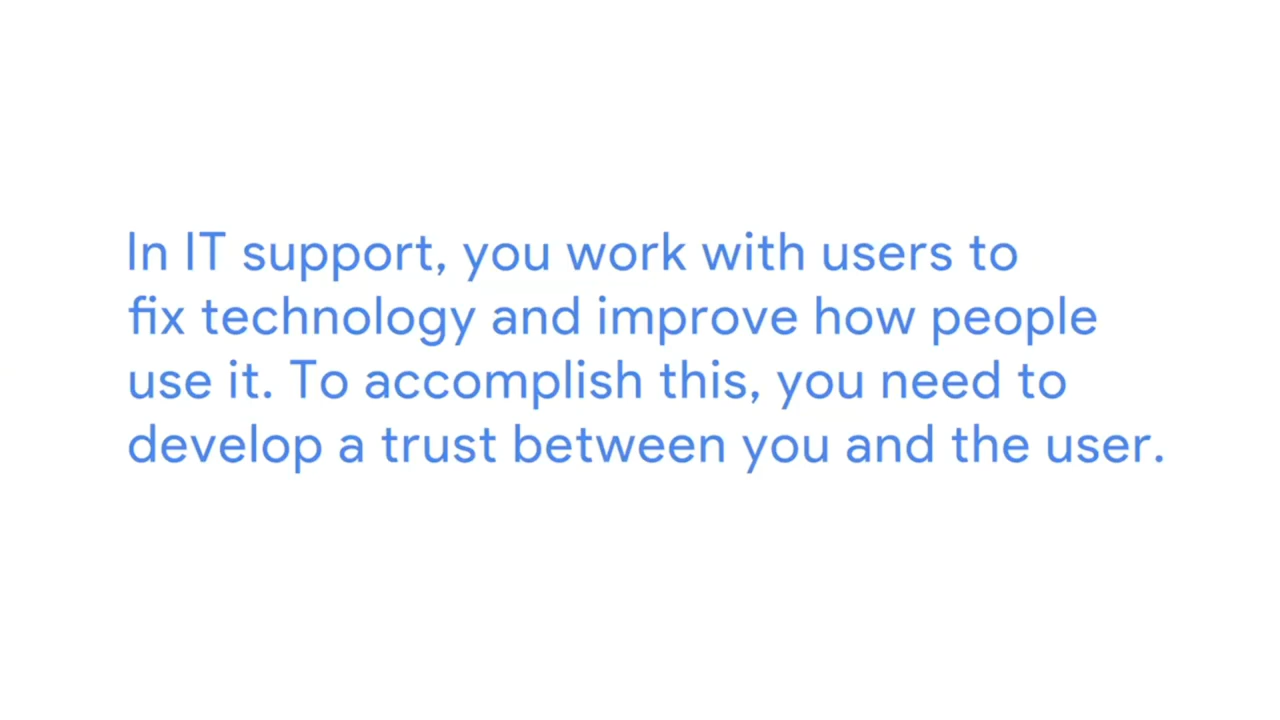 In IT support, you work with users to
fix technology and improve how people
use it. To accomplish this, you need to
develop a trust between you and the user.